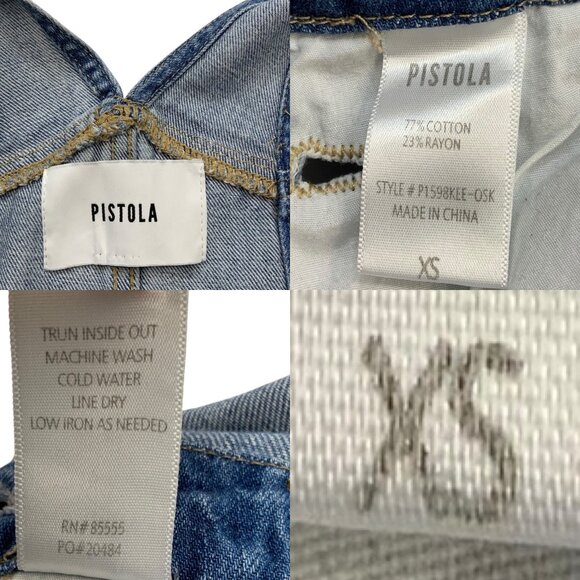 PISTOLA
PISTOLA
77% COTTON
23% RAYON
STYLE # P1598KEE-OSK
MADE IN CHINA
XS
TRUN INSIDE OUT
MACHINE WASH
COLD WATER
LINE DRY
LOW IRON AS NEEDED
RN# 85555
PO# 20484
XS